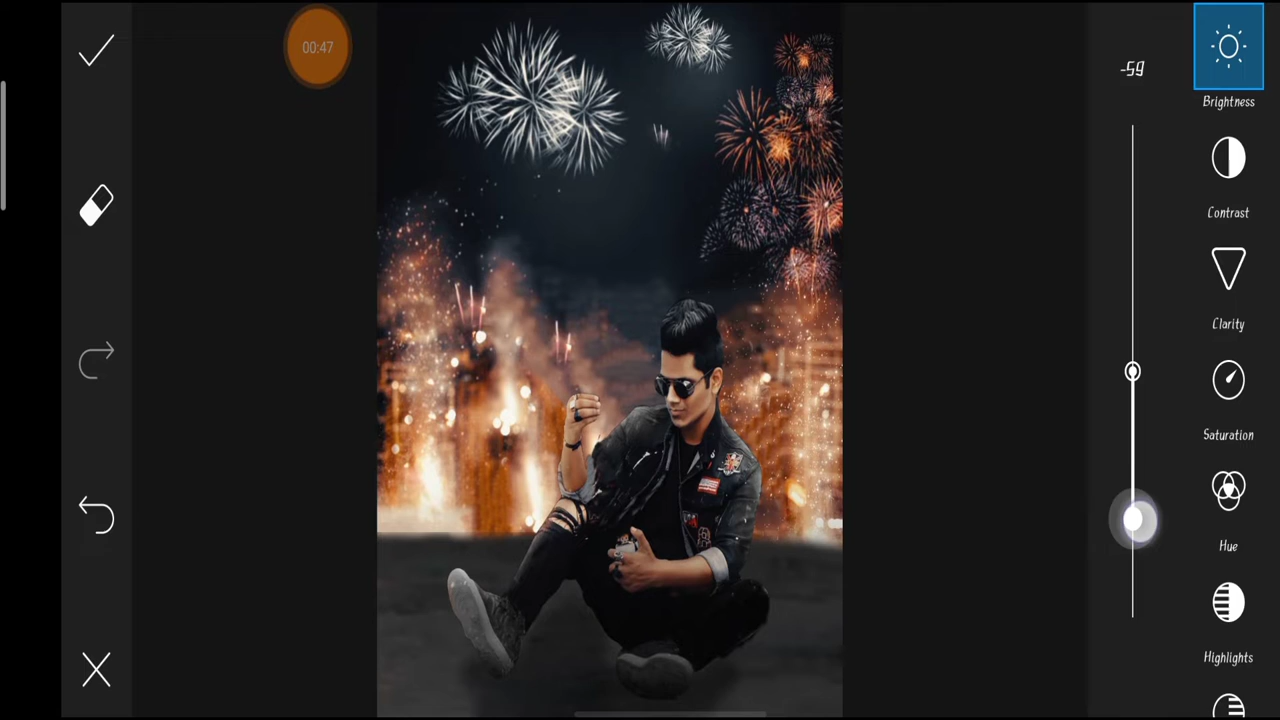 00:47
-59
Brightness
Contrast
Clarity
Saturation
Hue
Highlights